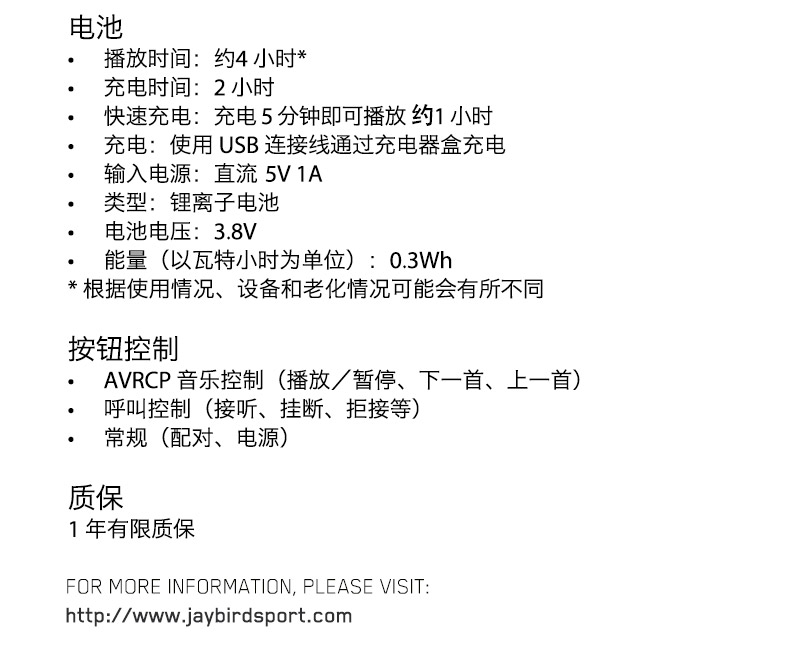 电池
• 播放时间：约4 小时*
• 充电时间：2 小时
• 快速充电：充电 5 分钟即可播放 约1 小时
• 充电：使用 USB 连接线通过充电器盒充电
• 输入电源：直流 5V 1A
• 类型：锂离子电池
• 电池电压：3.8V
• 能量（以瓦特小时为单位）：0.3Wh
* 根据使用情况、设备和老化情况可能会有所不同
按钮控制
• AVRCP 音乐控制（播放／暂停、下一首、上一首）
• 呼叫控制（接听、挂断、拒接等）
• 常规（配对、电源）
质保
1 年有限质保
FOR MORE INFORMATION, PLEASE VISIT:
http://www.jaybirdsport.com